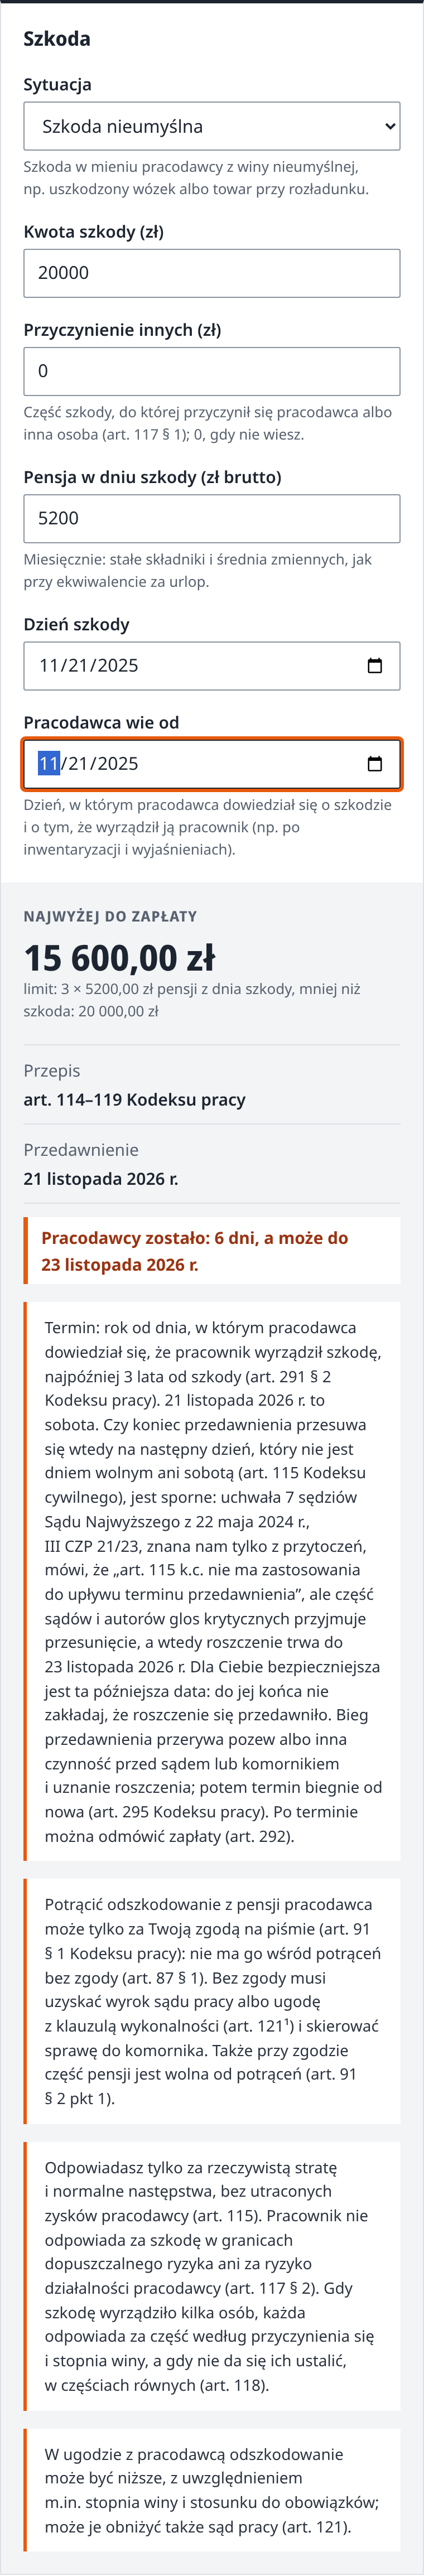 Szkoda
Sytuacja
Szkoda nieumyślna
Szkoda w mieniu pracodawcy z winy nieumyślnej,
np. uszkodzony wózek albo towar przy rozładunku.
Kwota szkody (zł)
20000
Przyczynienie innych (zł)
0
Część szkody, do której przyczynił się pracodawca albo
inna osoba (art. 117 § 1); 0, gdy nie wiesz.
Pensja w dniu szkody (zł brutto)
5200
Miesięcznie: stałe składniki i średnia zmiennych, jak
przy ekwiwalencie za urlop.
Dzień szkody
11/21/2025
Pracodawca wie od
11/21/2025
Dzień, w którym pracodawca dowiedział się o szkodzie
i o tym, że wyrządził ją pracownik (np. po
inwentaryzacji i wyjaśnieniach).
NAJWYŻEJ DO ZAPŁATY
15 600,00 zł
limit: 3 × 5200,00 zł pensji z dnia szkody, mniej niż
szkoda: 20 000,00 zł
Przepis
art. 114–119 Kodeksu pracy
Przedawnienie
21 listopada 2026 r.
Pracodawcy zostało: 6 dni, a może do
23 listopada 2026 r.
Termin: rok od dnia, w którym pracodawca
dowiedział się, że pracownik wyrządził szkodę,
najpóźniej 3 lata od szkody (art. 291 § 2
Kodeksu pracy). 21 listopada 2026 r. to
sobota. Czy koniec przedawnienia przesuwa
się wtedy na następny dzień, który nie jest
dniem wolnym ani sobotą (art. 115 Kodeksu
cywilnego), jest sporne: uchwała 7 sędziów
Sądu Najwyższego z 22 maja 2024 r.,
III CZP 21/23, znana nam tylko z przytoczeń,
mówi, że „art. 115 k.c. nie ma zastosowania
do upływu terminu przedawnienia”, ale część
sądów i autorów glos krytycznych przyjmuje
przesunięcie, a wtedy roszczenie trwa do
23 listopada 2026 r. Dla Ciebie bezpieczniejsza
jest ta późniejsza data: do jej końca nie
zakładaj, że roszczenie się przedawniło. Bieg
przedawnienia przerywa pozew albo inna
czynność przed sądem lub komornikiem
i uznanie roszczenia; potem termin biegnie od
nowa (art. 295 Kodeksu pracy). Po terminie
można odmówić zapłaty (art. 292).
Potrącić odszkodowanie z pensji pracodawca
może tylko za Twoją zgodą na piśmie (art. 91
§ 1 Kodeksu pracy): nie ma go wśród potrąceń
bez zgody (art. 87 § 1). Bez zgody musi
uzyskać wyrok sądu pracy albo ugodę
z klauzulą wykonalności (art. 121¹) i skierować
sprawę do komornika. Także przy zgodzie
część pensji jest wolna od potrąceń (art. 91
§ 2 pkt 1).
Odpowiadasz tylko za rzeczywistą stratę
i normalne następstwa, bez utraconych
zysków pracodawcy (art. 115). Pracownik nie
odpowiada za szkodę w granicach
dopuszczalnego ryzyka ani za ryzyko
działalności pracodawcy (art. 117 § 2). Gdy
szkodę wyrządziło kilka osób, każda
odpowiada za część według przyczynienia się
i stopnia winy, a gdy nie da się ich ustalić,
w częściach równych (art. 118).
W ugodzie z pracodawcą odszkodowanie
może być niższe, z uwzględnieniem
m.in. stopnia winy i stosunku do obowiązków;
może je obniżyć także sąd pracy (art. 121).